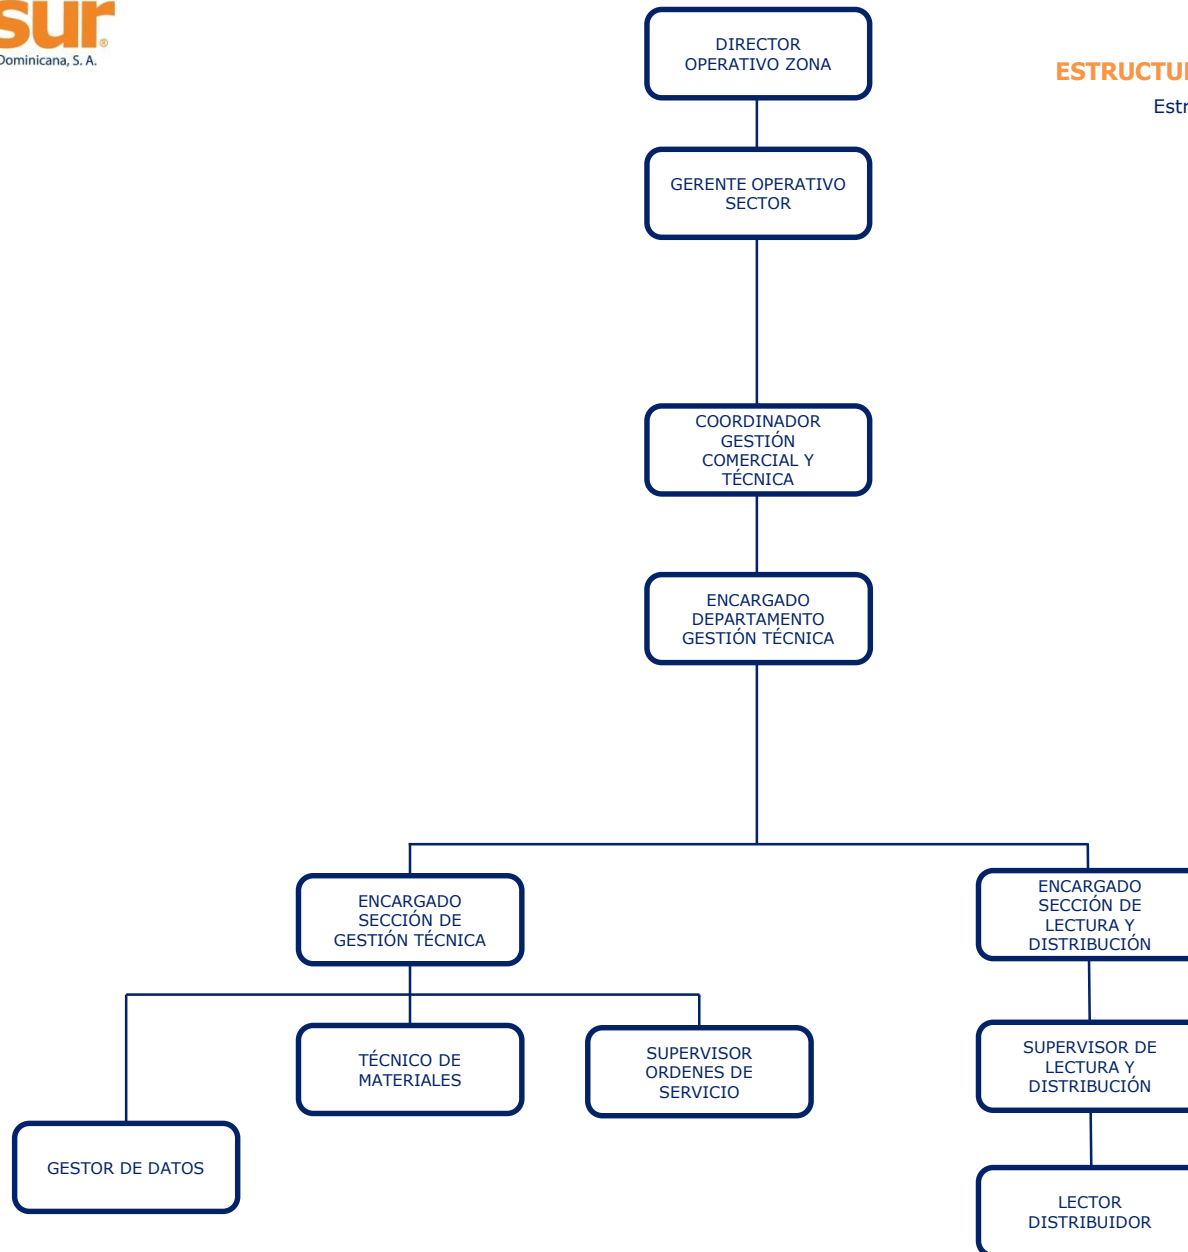 sur®
Dominicana, S. A.
DIRECTOR
OPERATIVO ZONA
ESTRUCTU
Estr
GERENTE OPERATIVO
SECTOR
COORDINADOR
GESTIÓN
COMERCIAL Y
TÉCNICA
ENCARGADO
DEPARTAMENTO
GESTIÓN TÉCNICA
ENCARGADO
SECCIÓN DE
GESTIÓN TÉCNICA
ENCARGADO
SECCIÓN DE
LECTURA Y
DISTRIBUCIÓN
TÉCNICO DE
MATERIALES
SUPERVISOR
ORDENES DE
SERVICIO
SUPERVISOR DE
LECTURA Y
DISTRIBUCIÓN
GESTOR DE DATOS
LECTOR
DISTRIBUIDOR